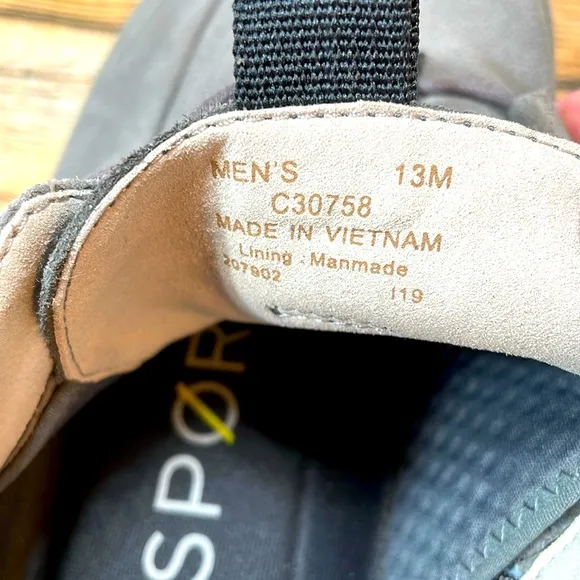 MEN'S 13M
C30758
MADE IN VIETNAM
Lining . Manmade
207902 I19
SPØR